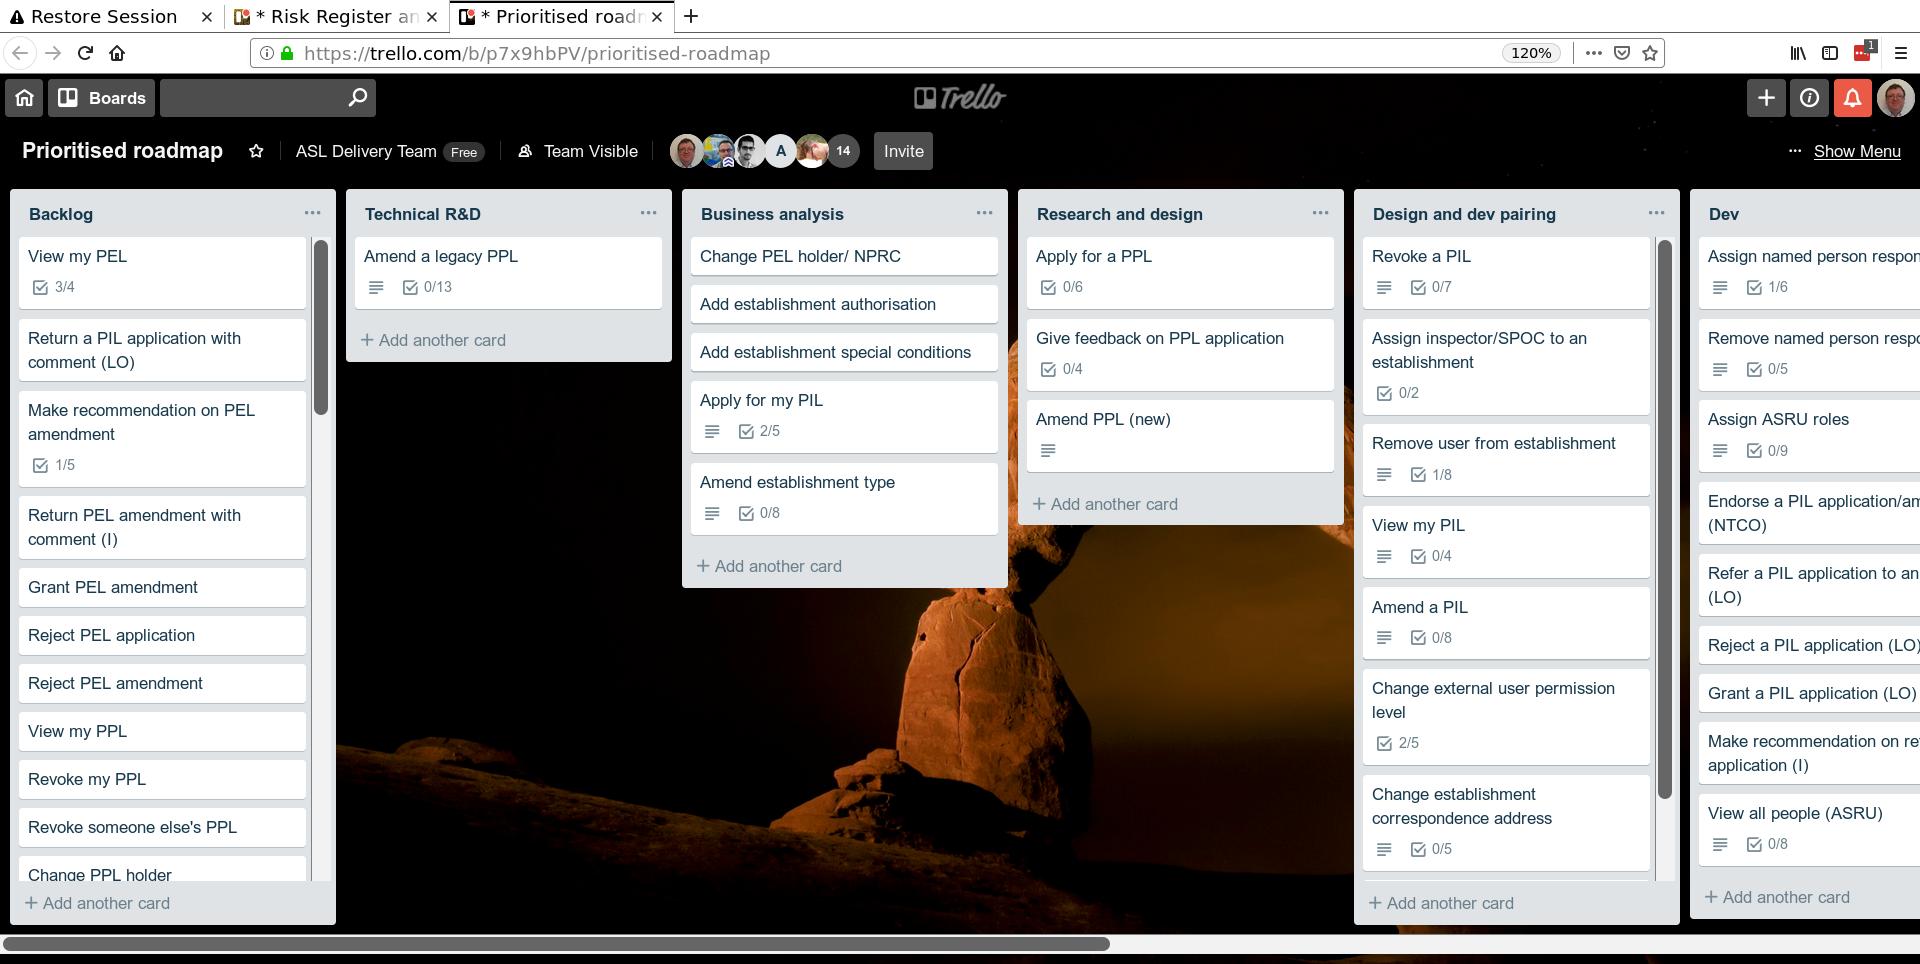 Restore Session
* Risk Register an
* Prioritised roadm
https://trello.com/b/p7x9hbPV/prioritised-roadmap
120%
1
Boards
Trello
Prioritised roadmap
ASL Delivery Team
Free
Team Visible
A
14
Invite
Show Menu
Backlog
View my PEL
3/4
Return a PIL application with
comment (LO)
Make recommendation on PEL
amendment
1/5
Return PEL amendment with
comment (I)
Grant PEL amendment
Reject PEL application
Reject PEL amendment
View my PPL
Revoke my PPL
Revoke someone else's PPL
Change PPL holder
+ Add another card
Technical R&D
Amend a legacy PPL
0/13
+ Add another card
Business analysis
Change PEL holder/ NPRC
Add establishment authorisation
Add establishment special conditions
Apply for my PIL
2/5
Amend establishment type
0/8
+ Add another card
Research and design
Apply for a PPL
0/6
Give feedback on PPL application
0/4
Amend PPL (new)
+ Add another card
Design and dev pairing
Revoke a PIL
0/7
Assign inspector/SPOC to an
establishment
0/2
Remove user from establishment
1/8
View my PIL
0/4
Amend a PIL
0/8
Change external user permission
level
2/5
Change establishment
correspondence address
0/5
+ Add another card
Dev
Assign named person respon
1/6
Remove named person respo
0/5
Assign ASRU roles
0/9
Endorse a PIL application/am
(NTCO)
Refer a PIL application to an
(LO)
Reject a PIL application (LO)
Grant a PIL application (LO)
Make recommendation on re
application (I)
View all people (ASRU)
0/8
+ Add another card